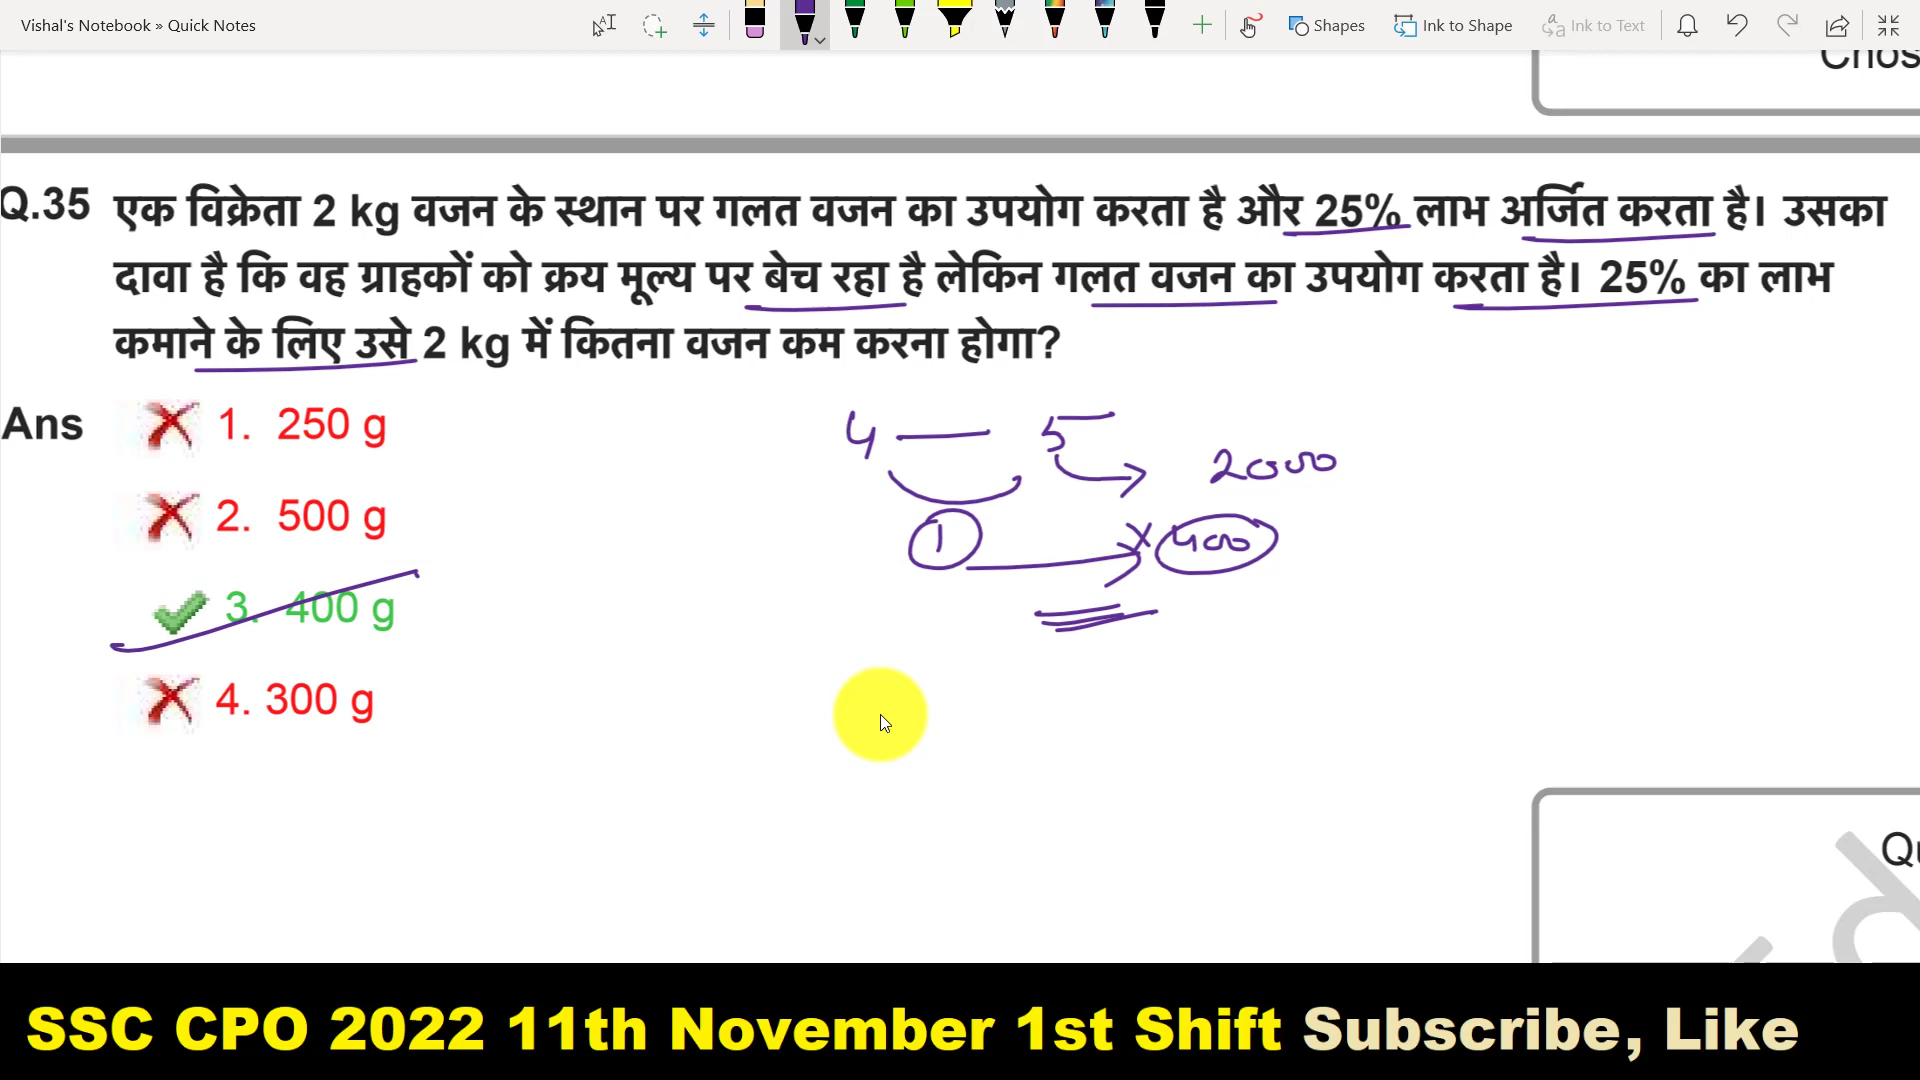 Vishal's Notebook » Quick Notes
Shapes
Ink to Shape
Ink to Text
Q.35 एक विक्रेता 2 kg वजन के स्थान पर गलत वजन का उपयोग करता है और 25% लाभ अर्जित करता है। उसका
दावा है कि वह ग्राहकों को क्रय मूल्य पर बेच रहा है लेकिन गलत वजन का उपयोग करता है। 25% का लाभ
कमाने के लिए उसे 2 kg में कितना वजन कम करना होगा?
Ans 1. 250 g
2. 500 g
3. 400 g
4. 300 g
4 — 5
2000
1
× 400
SSC CPO 2022 11th November 1st Shift Subscribe, Like